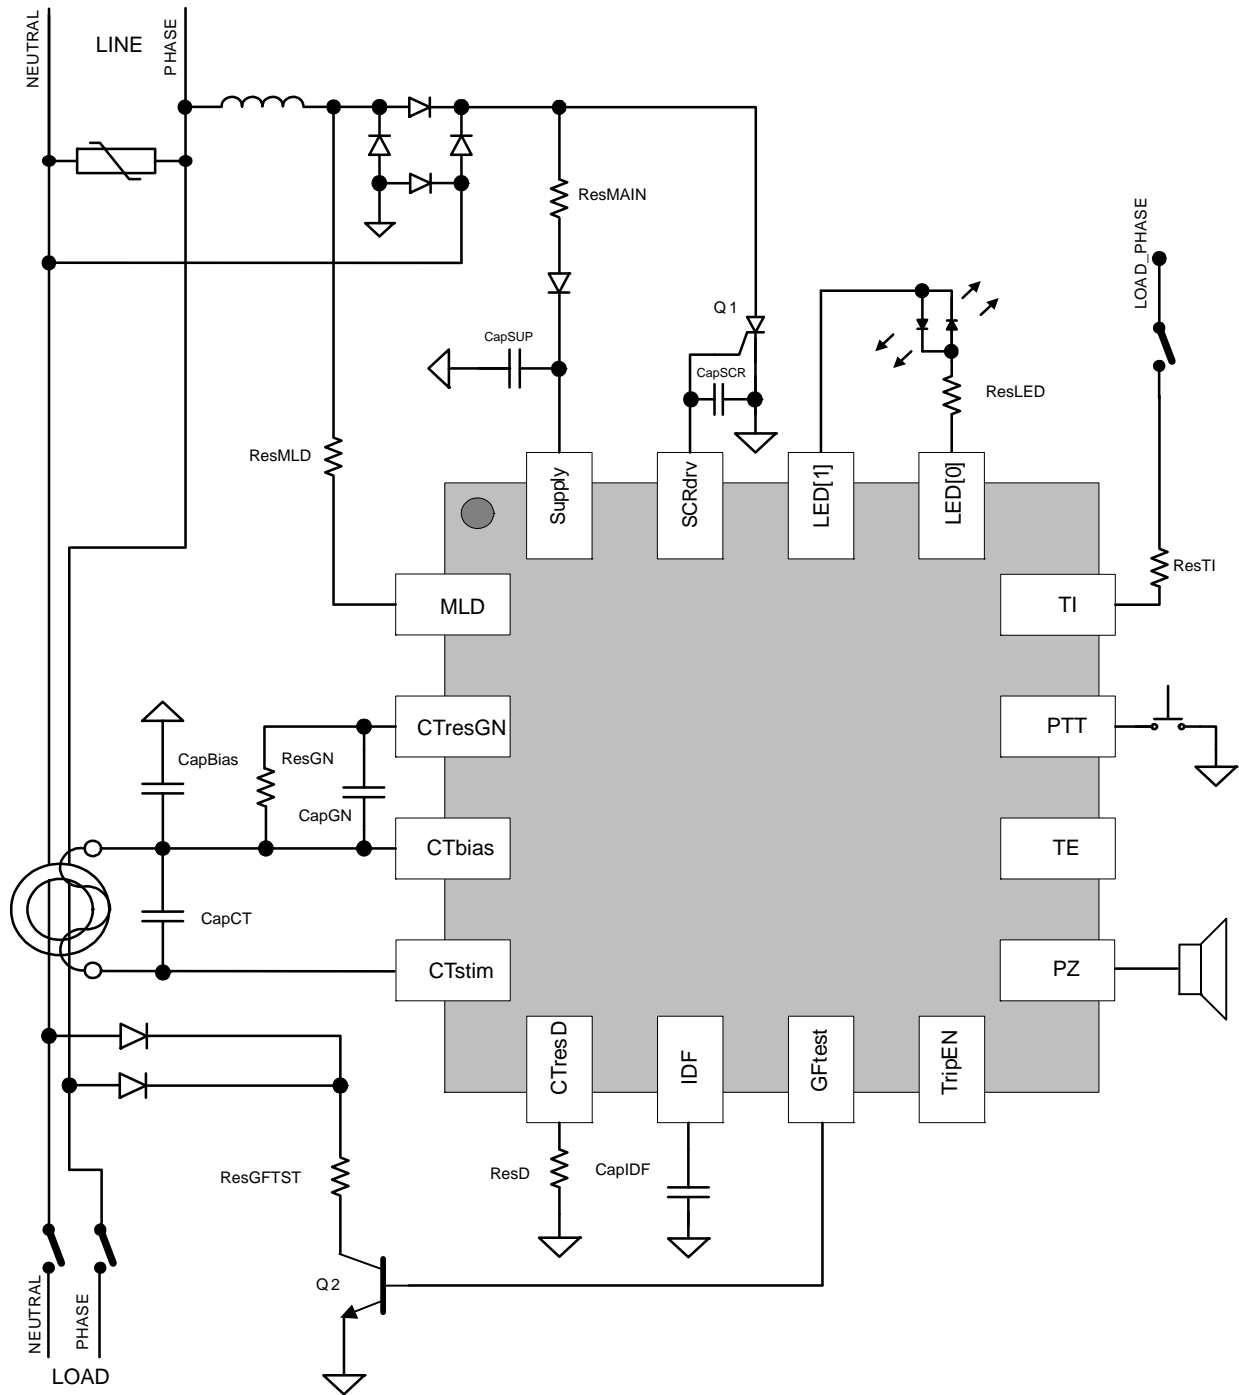 NEUTRAL
LINE
PHASE
ResMAIN
LOAD_PHASE
Q1
CapSUP
CapSCR
ResLED
ResMLD
Supply
SCRdrv
LED[1]
LED[0]
ResTI
MLD
TI
CTresGN
PTT
CapBias
ResGN
CapGN
CTbias
TE
CapCT
CTstim
PZ
CTresD
IDF
GFtest
TripEN
ResGFTST
ResD
CapIDF
Q2
NEUTRAL
PHASE
LOAD